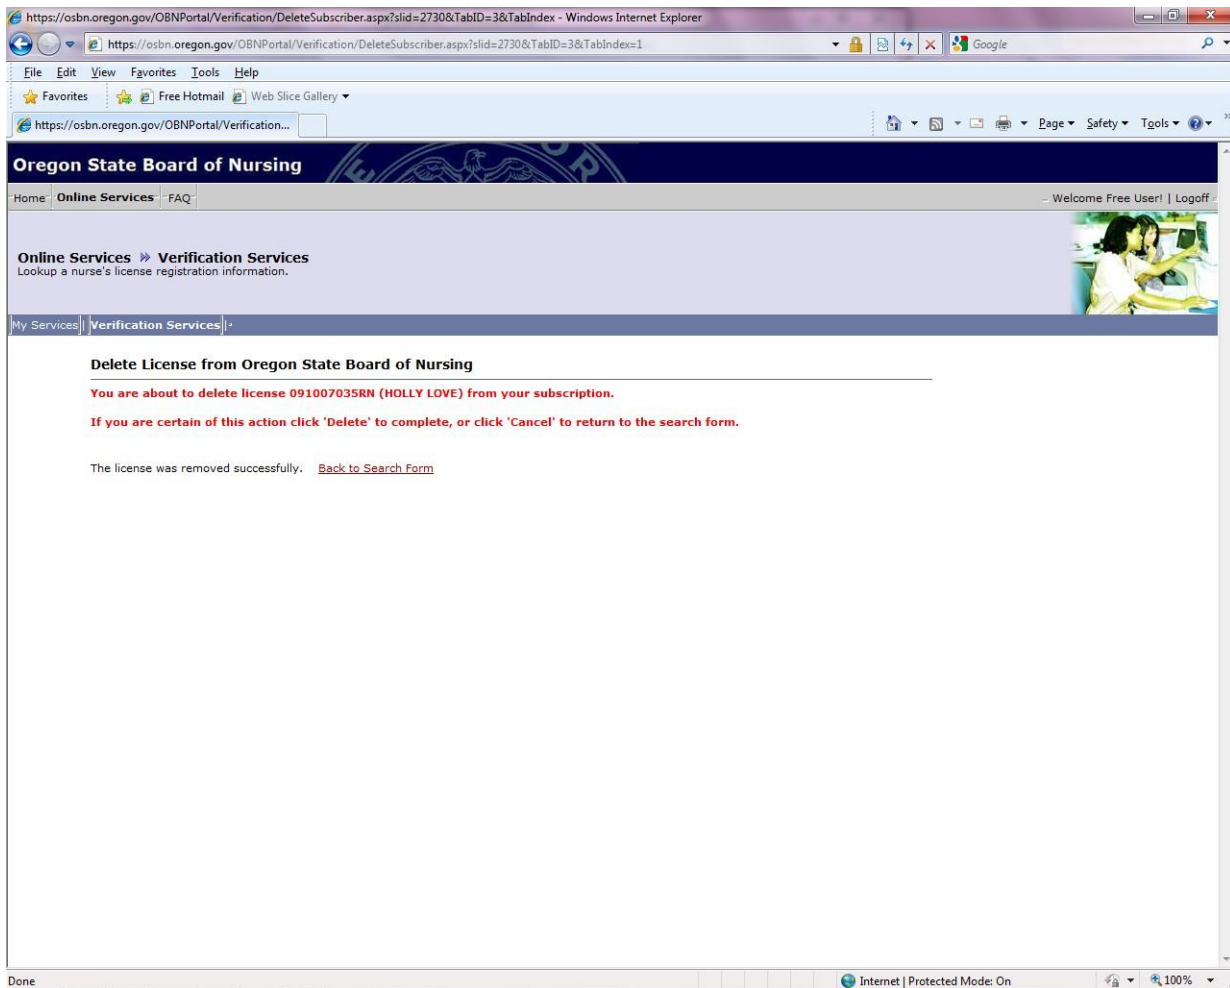 https://osbn.oregon.gov/OBNPortal/Verification/DeleteSubscriber.aspx?slid=2730&TabID=3&TabIndex - Windows Internet Explorer
https://osbn.oregon.gov/OBNPortal/Verification/DeleteSubscriber.aspx?slid=2730&TabID=3&TabIndex=1 Google
File Edit View Favorites Tools Help
Favorites Free Hotmail Web Slice Gallery
https://osbn.oregon.gov/OBNPortal/Verification... Page Safety Tools
Oregon State Board of Nursing
Home Online Services FAQ Welcome Free User! | Logoff
Online Services » Verification Services
Lookup a nurse's license registration information.
My Services | Verification Services |
Delete License from Oregon State Board of Nursing
You are about to delete license 091007035RN (HOLLY LOVE) from your subscription.
If you are certain of this action click 'Delete' to complete, or click 'Cancel' to return to the search form.
The license was removed successfully. Back to Search Form
Done Internet | Protected Mode: On 100%